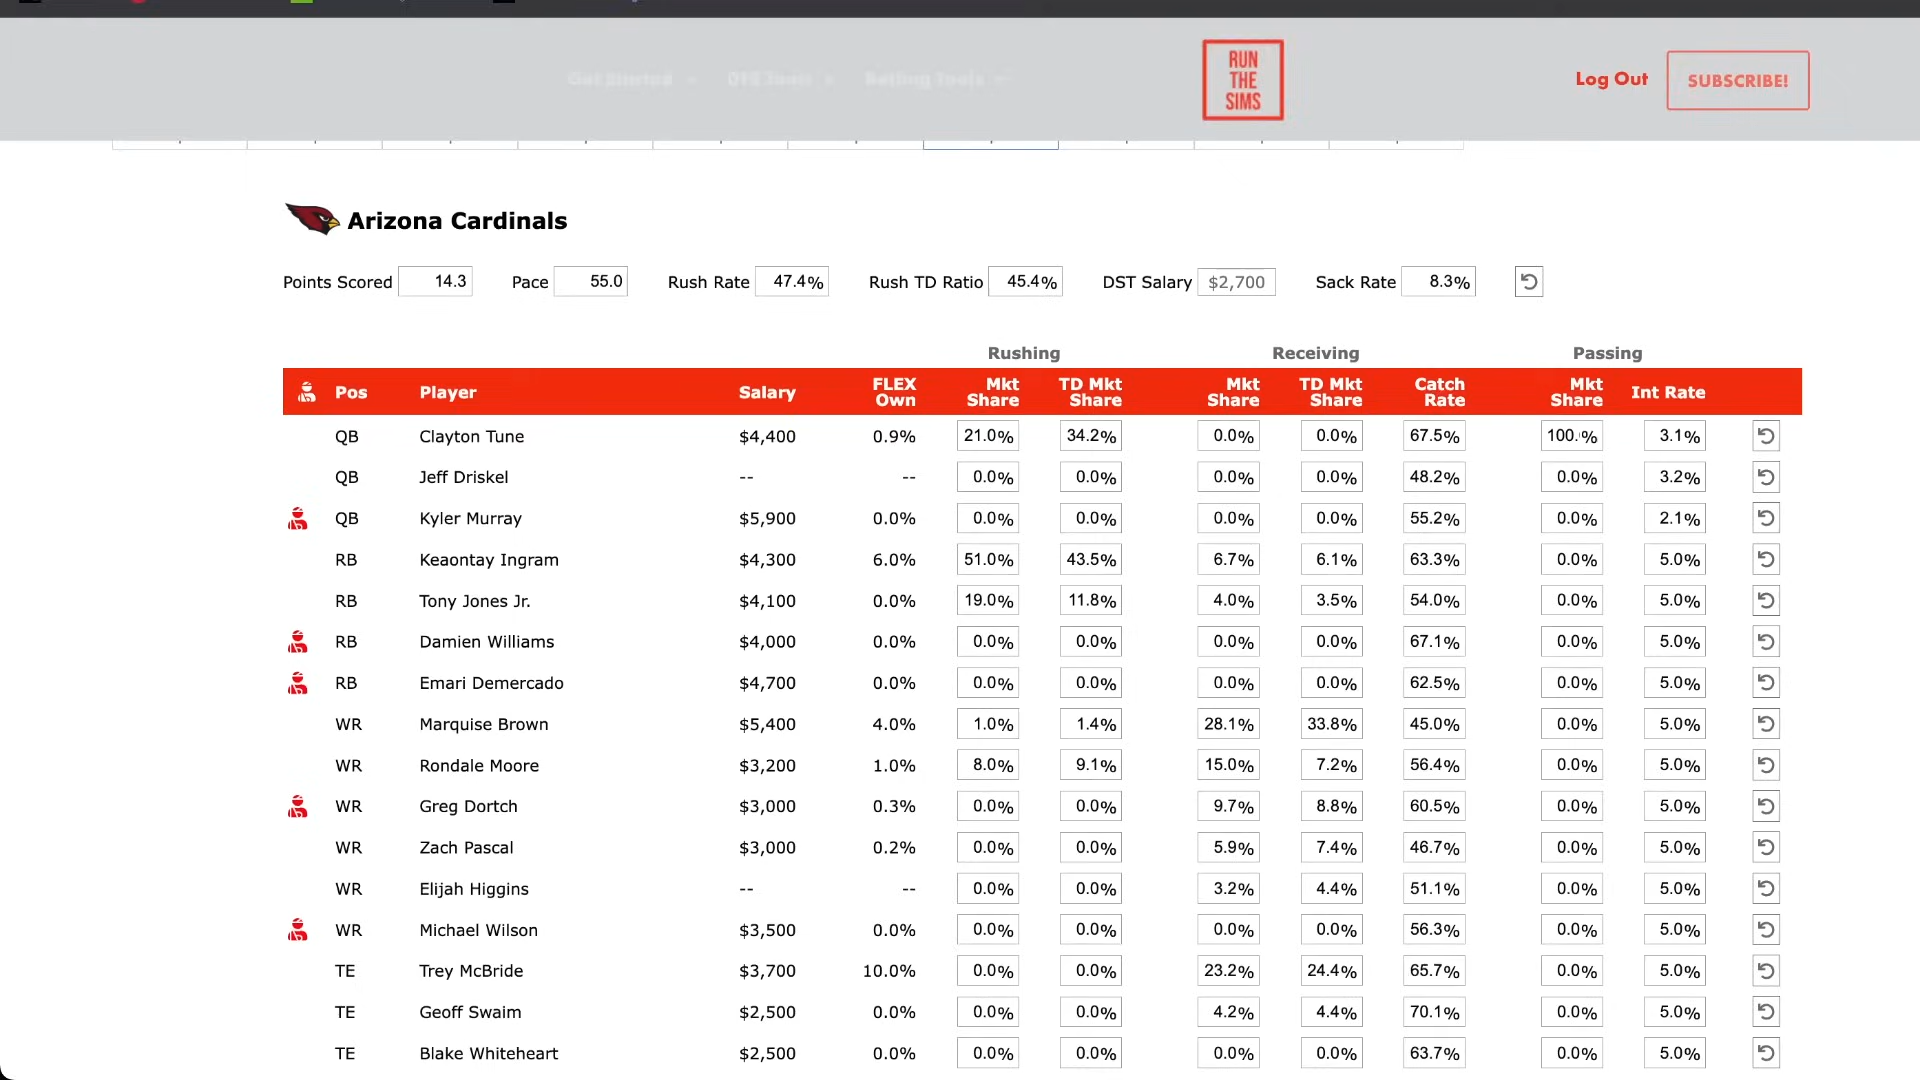 Get Started DFS Tools Betting Tools
RUN
THE
SIMS
Log Out
SUBSCRIBE!
Arizona Cardinals
Points Scored 14.3 Pace 55.0 Rush Rate 47.4% Rush TD Ratio 45.4% DST Salary $2,700 Sack Rate 8.3%
Rushing Receiving Passing
Pos Player Salary FLEX Own Mkt Share TD Mkt Share Mkt Share TD Mkt Share Catch Rate Mkt Share Int Rate
QB Clayton Tune $4,400 0.9% 21.0% 34.2% 0.0% 0.0% 67.5% 100.% 3.1%
QB Jeff Driskel -- -- 0.0% 0.0% 0.0% 0.0% 48.2% 0.0% 3.2%
QB Kyler Murray $5,900 0.0% 0.0% 0.0% 0.0% 0.0% 55.2% 0.0% 2.1%
RB Keaontay Ingram $4,300 6.0% 51.0% 43.5% 6.7% 6.1% 63.3% 0.0% 5.0%
RB Tony Jones Jr. $4,100 0.0% 19.0% 11.8% 4.0% 3.5% 54.0% 0.0% 5.0%
RB Damien Williams $4,000 0.0% 0.0% 0.0% 0.0% 0.0% 67.1% 0.0% 5.0%
RB Emari Demercado $4,700 0.0% 0.0% 0.0% 0.0% 0.0% 62.5% 0.0% 5.0%
WR Marquise Brown $5,400 4.0% 1.0% 1.4% 28.1% 33.8% 45.0% 0.0% 5.0%
WR Rondale Moore $3,200 1.0% 8.0% 9.1% 15.0% 7.2% 56.4% 0.0% 5.0%
WR Greg Dortch $3,000 0.3% 0.0% 0.0% 9.7% 8.8% 60.5% 0.0% 5.0%
WR Zach Pascal $3,000 0.2% 0.0% 0.0% 5.9% 7.4% 46.7% 0.0% 5.0%
WR Elijah Higgins -- -- 0.0% 0.0% 3.2% 4.4% 51.1% 0.0% 5.0%
WR Michael Wilson $3,500 0.0% 0.0% 0.0% 0.0% 0.0% 56.3% 0.0% 5.0%
TE Trey McBride $3,700 10.0% 0.0% 0.0% 23.2% 24.4% 65.7% 0.0% 5.0%
TE Geoff Swaim $2,500 0.0% 0.0% 0.0% 4.2% 4.4% 70.1% 0.0% 5.0%
TE Blake Whiteheart $2,500 0.0% 0.0% 0.0% 0.0% 0.0% 63.7% 0.0% 5.0%